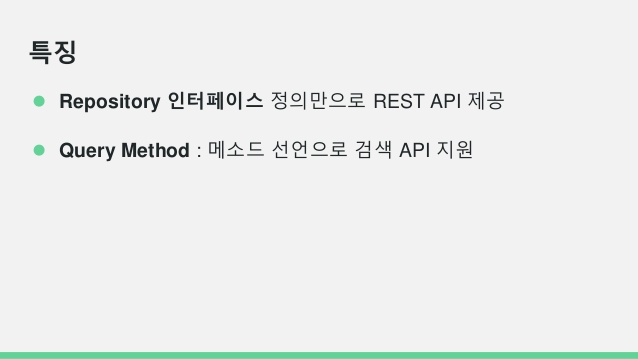 특징
● Repository 인터페이스 정의만으로 REST API 제공
● Query Method : 메소드 선언으로 검색 API 지원